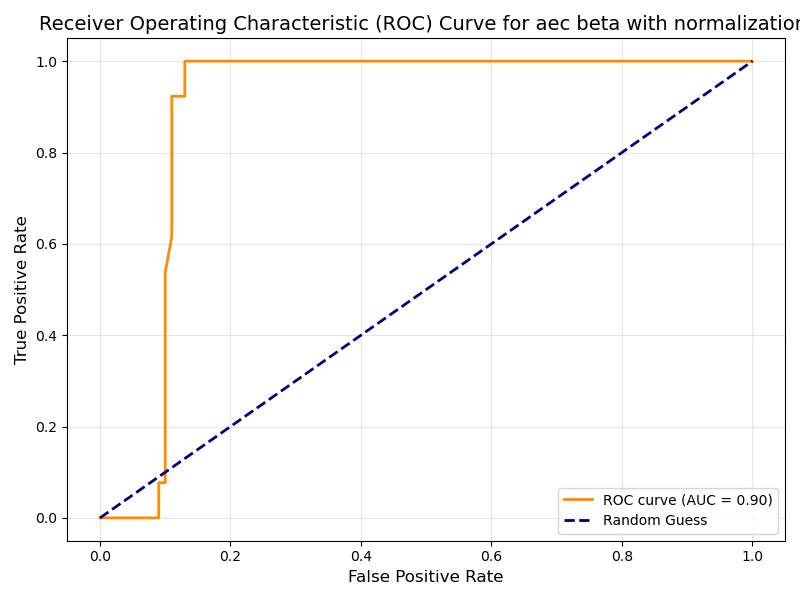 Receiver Operating Characteristic (ROC) Curve for aec beta with normalization
1.0
0.8
0.6
0.4
0.2
0.0
True Positive Rate
0.0 0.2 0.4 0.6 0.8 1.0
False Positive Rate
ROC curve (AUC = 0.90)
Random Guess